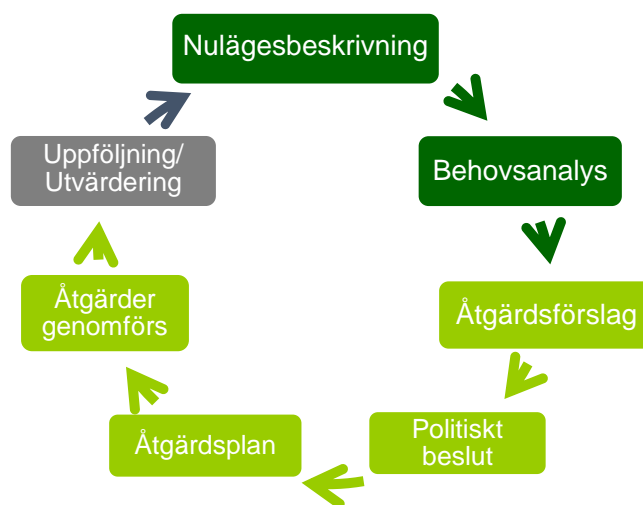 Nulägesbeskrivning
Behovsanalys
Åtgärdsförslag
Politiskt
beslut
Åtgärdsplan
Åtgärder
genomförs
Uppföljning/
Utvärdering